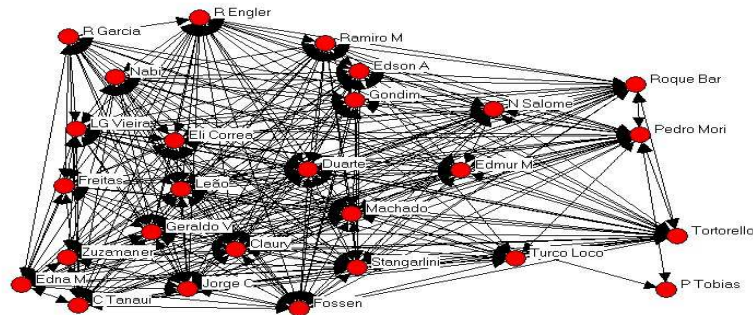 R Engler
R Garcia
Ramiro M
Edson A
Nabi
Roque Bar
Gondim
N Salome
LG Vieira
Eli Correa
Pedro Mori
Duarte
Edmur M
Freitas
Leão
Machado
Geraldo V
Tortorello
Claury
Zuzamaner
Stangarlini
Turco Loco
Edna M
Jorge C
P Tobias
C Tanaui
Fossen